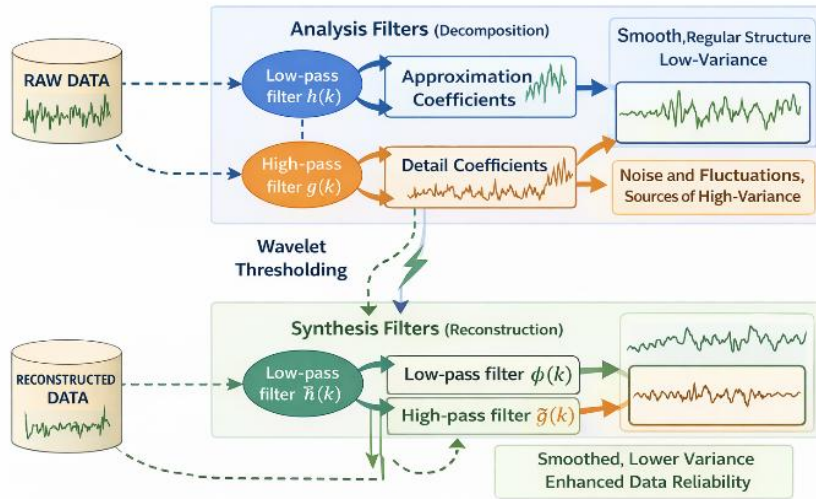 Analysis Filters (Decomposition)
RAW DATA
Low-pass
filter h(k)
Approximation
Coefficients
Smooth, Regular Structure
Low-Variance
High-pass
filter g(k)
Detail Coefficients
Noise and Fluctuations,
Sources of High-Variance
Wavelet
Thresholding
Synthesis Filters (Reconstruction)
RECONSTRUCTED
DATA
Low-pass
filter h̃(k)
Low-pass filter ϕ(k)
High-pass filter g̃(k)
Smoothed, Lower Variance
Enhanced Data Reliability